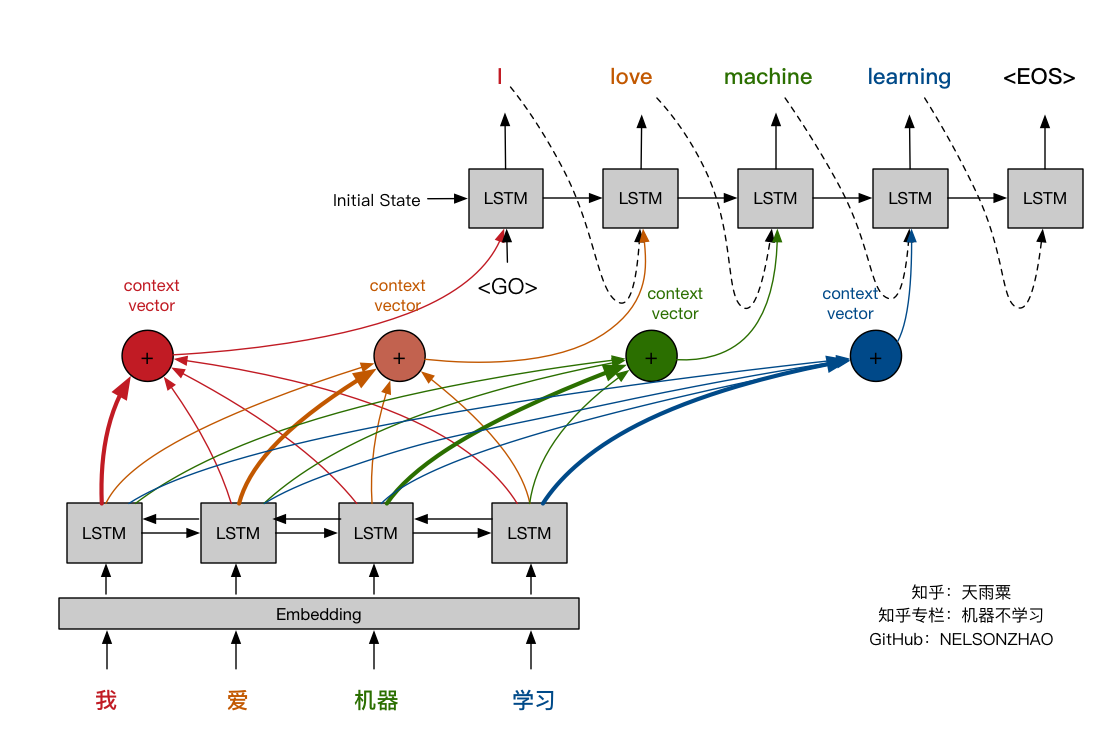 I love machine learning <EOS>
LSTM LSTM LSTM LSTM LSTM
Initial State
<GO>
context
vector
context
vector
context
vector
context
vector
+ + + +
LSTM LSTM LSTM LSTM
Embedding
我 爱 机器 学习
知乎：天雨粟
知乎专栏：机器不学习
GitHub：NELSONZHAO